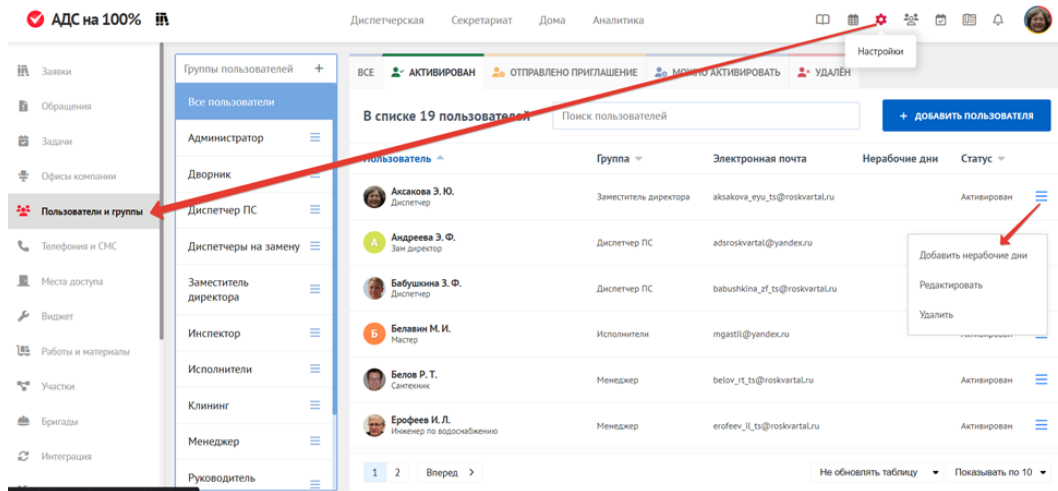 АДС на 100%
Диспетчерская Секретариат Дома Аналитика
Настройки
Заявки
Обращения
Задачи
Офисы компании
Пользователи и группы
Телефония и СМС
Места доступа
Виджет
Работы и материалы
Участки
Бригады
Интеграция
Группы пользователей +
Все пользователи
Администратор
Дворник
Диспетчер ПС
Диспетчеры на замену
Заместитель
директора
Инспектор
Исполнители
Клининг
Менеджер
Руководитель
ВСЕ АКТИВИРОВАН ОТПРАВЛЕНО ПРИГЛАШЕНИЕ МОЖНО АКТИВИРОВАТЬ УДАЛЁН
В списке 19 пользователей Поиск пользователей + ДОБАВИТЬ ПОЛЬЗОВАТЕЛЯ
Пользователь Группа Электронная почта Нерабочие дни Статус
Аксакова Э. Ю. Заместитель директора aksakova_eyu_ts@roskvartal.ru Активирован
Диспетчер
А Андреева Э. Ф. Диспетчер ПС adsroskvartal@yandex.ru
Зам директор
Бабушкина З. Ф. Диспетчер ПС babushkina_zf_ts@roskvartal.ru
Диспетчер
Б Белавин М. И. Исполнители mgastll@yandex.ru
Мастер
Белов Р. Т. Менеджер belov_rt_ts@roskvartal.ru Активирован
Сантехник
Ерофеев И. Л. Менеджер erofeev_il_ts@roskvartal.ru Активирован
Инженер по водоснабжению
Добавить нерабочие дни
Редактировать
Удалить
1 2 Вперед > Не обновлять таблицу Показывать по 10